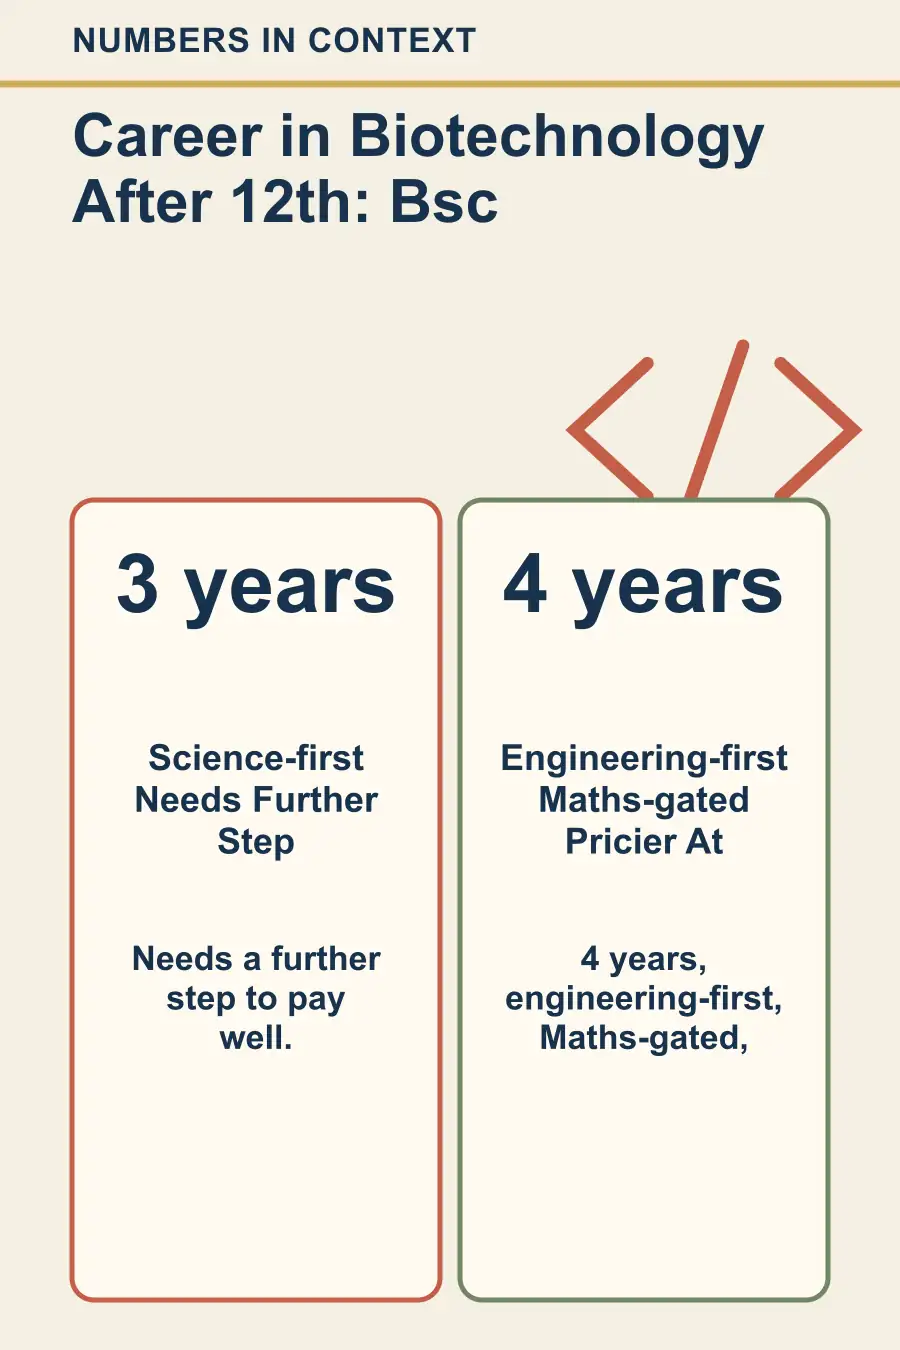 NUMBERS IN CONTEXT
Career in Biotechnology
After 12th: Bsc
3 years
Science-first
Needs Further
Step
Needs a further
step to pay
well.
4 years
Engineering-first
Maths-gated
Pricier At
4 years,
engineering-first,
Maths-gated,